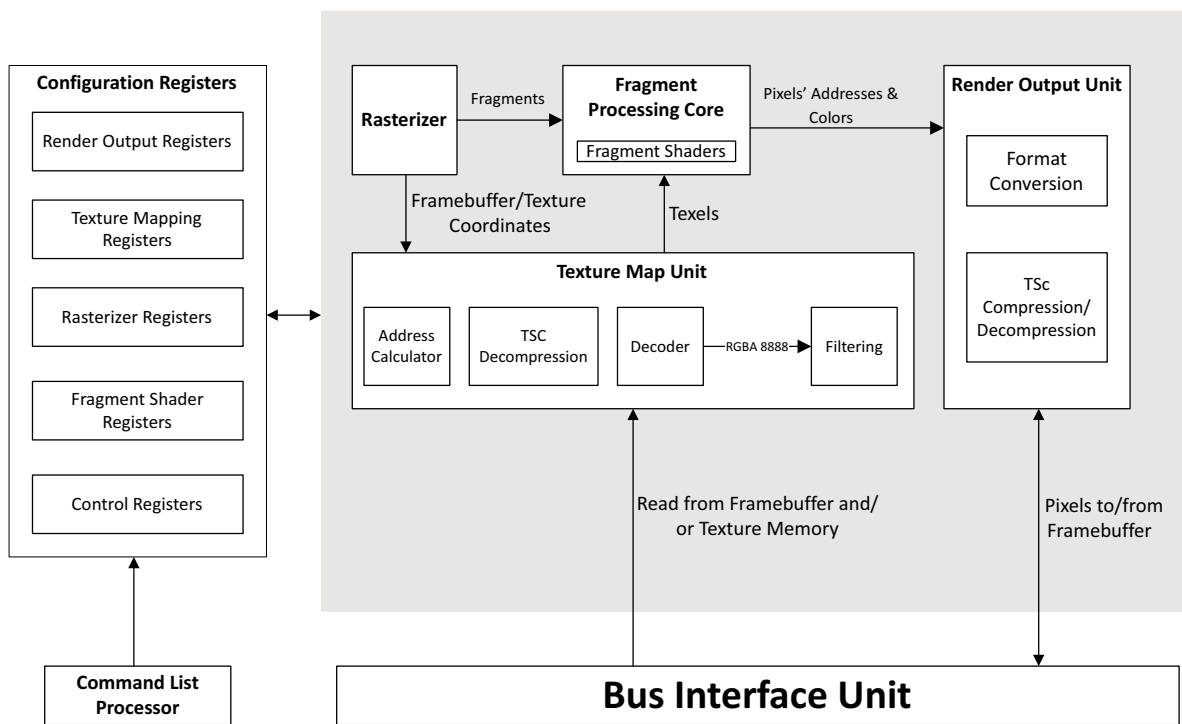 Configuration Registers
Render Output Registers
Texture Mapping
Registers
Rasterizer Registers
Fragment Shader
Registers
Control Registers
Command List
Processor
Rasterizer
Fragments
Fragment
Processing Core
Fragment Shaders
Pixels’ Addresses &
Colors
Render Output Unit
Format
Conversion
TSc
Compression/
Decompression
Framebuffer/Texture
Coordinates
Texels
Texture Map Unit
Address
Calculator
TSC
Decompression
Decoder
RGBA 8888
Filtering
Read from Framebuffer and/
or Texture Memory
Pixels to/from
Framebuffer
Bus Interface Unit